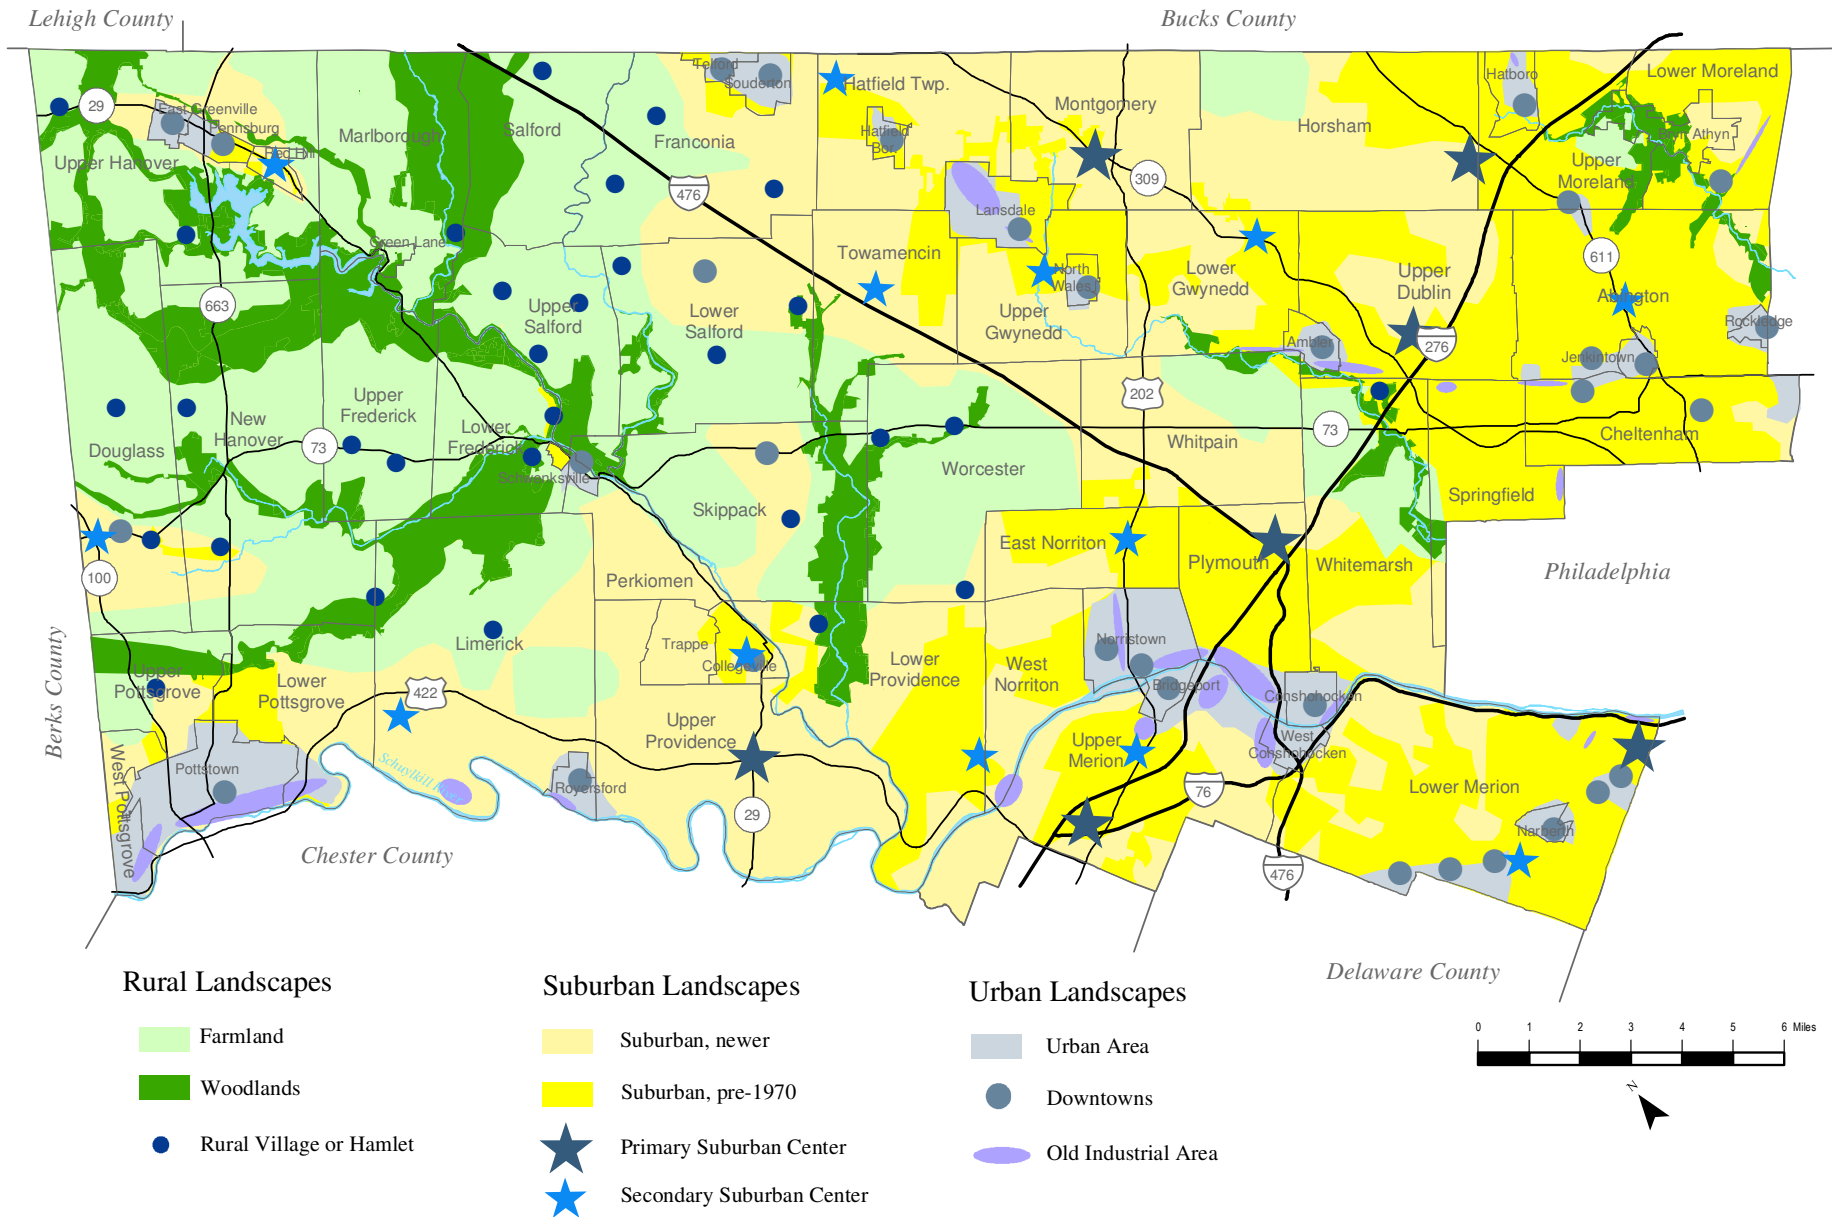 Lehigh County
Bucks County
29
East Greenville
Pennsburg
Red Hill
Upper Hanover
Marlborough
Salford
Telford
Souderton
Franconia
Hatfield Twp.
Hatfield
Bor.
Montgomery
Horsham
Hatboro
Lower Moreland
Bryn Athyn
Upper
Moreland
476
309
Lansdale
Green Lane
Towamencin
North
Wales
Lower
Gwynedd
Upper
Dublin
611
Abington
Rockledge
663
Upper
Salford
Lower
Salford
Upper
Gwynedd
Ambler
276
Jenkintown
202
73
Cheltenham
Douglass
New
Hanover
Upper
Frederick
73
Lower
Frederick
Schwenksville
Worcester
Whitpain
Springfield
Skippack
East Norriton
Plymouth
Whitemarsh
Philadelphia
100
Perkiomen
Berks County
Limerick
Trappe
Collegeville
Lower
Providence
West
Norriton
Norristown
Bridgeport
Conshohocken
Upper
Pottsgrove
Lower
Pottsgrove
422
Upper
Providence
West
Conshohocken
Upper
Merion
West Pottsgrove
Pottstown
Schuylkill River
Royersford
29
76
Lower Merion
Narberth
476
Chester County
Delaware County
Rural Landscapes
Farmland
Woodlands
Rural Village or Hamlet
Suburban Landscapes
Suburban, newer
Suburban, pre-1970
Primary Suburban Center
Secondary Suburban Center
Urban Landscapes
Urban Area
Downtowns
Old Industrial Area
0 1 2 3 4 5 6 Miles
N